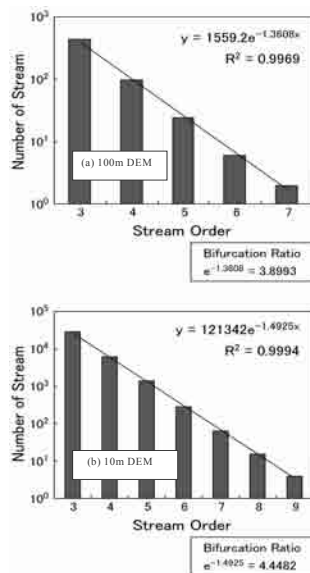 10³
y = 1559.2e⁻¹·³⁶⁰⁸ˣ
R² = 0.9969
10²
Number of Stream
10¹
(a) 100m DEM
10⁰
3 4 5 6 7
Stream Order
Bifurcation Ratio
e⁻¹·³⁶⁰⁸ = 3.8993
10⁵
y = 121342e⁻¹·⁴⁹²⁵ˣ
10⁴
R² = 0.9994
10³
Number of Stream
10²
10¹
(b) 10m DEM
10⁰
3 4 5 6 7 8 9
Stream Order
Bifurcation Ratio
e⁻¹·⁴⁹²⁵ = 4.4482